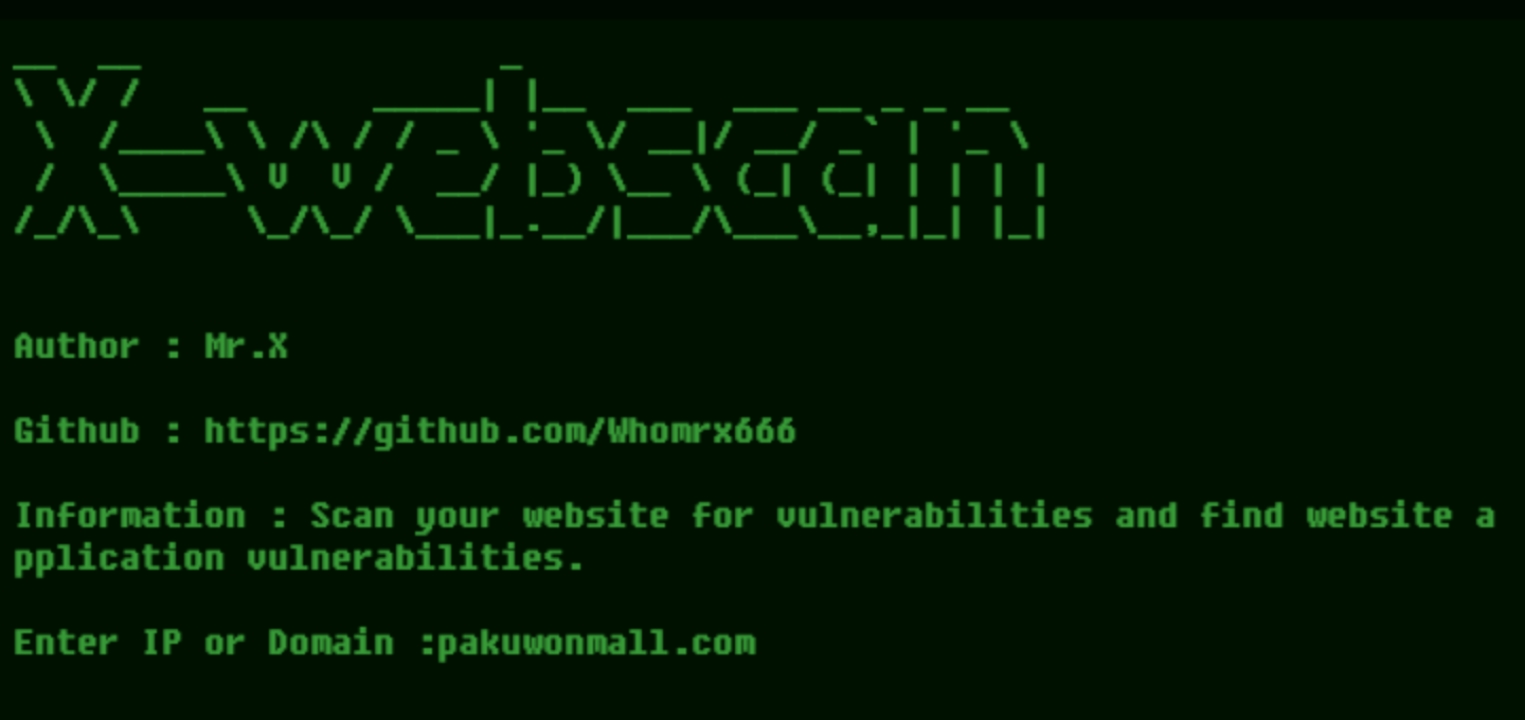 X-webscan
Author : Mr.X
Github : https://github.com/Whomrx666
Information : Scan your website for vulnerabilities and find website a
pplication vulnerabilities.
Enter IP or Domain :pakuwonmall.com